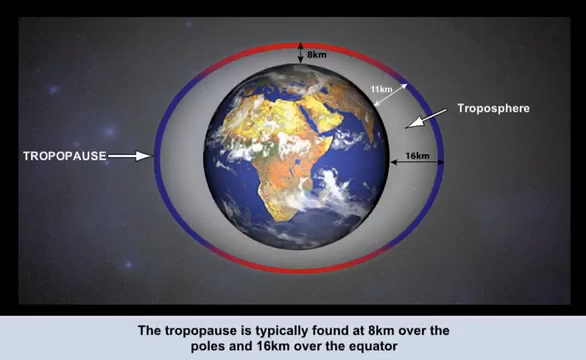 8km
11km
Troposphere
TROPOPAUSE
16km
The tropopause is typically found at 8km over the
poles and 16km over the equator